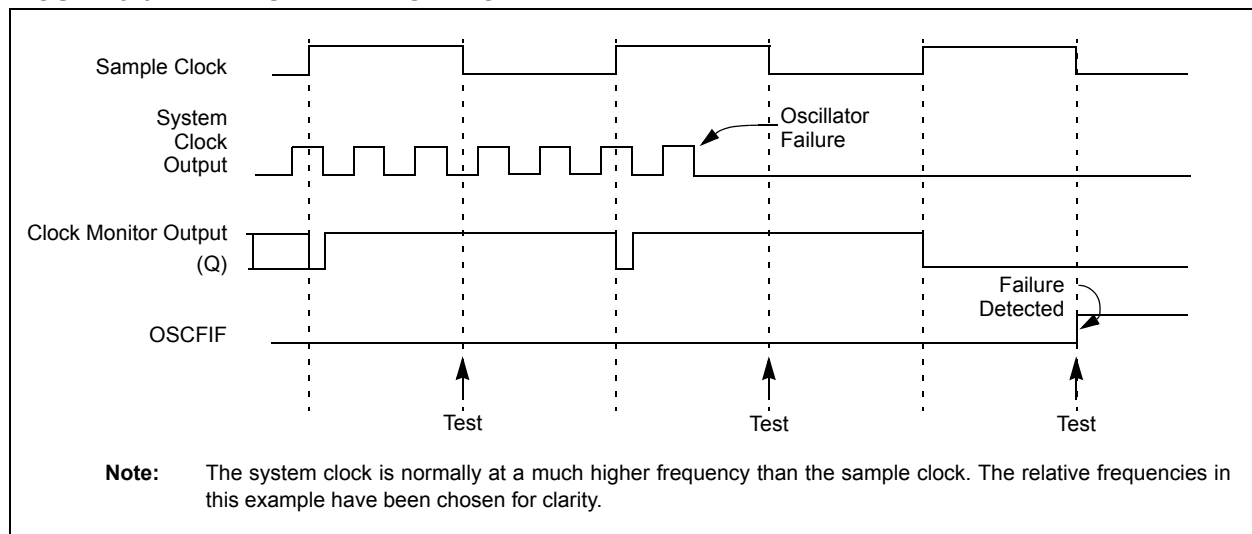 Sample Clock
System
Clock
Output
Oscillator
Failure
Clock Monitor Output
(Q)
Failure
Detected
OSCFIF
Test
Test
Test
Note: The system clock is normally at a much higher frequency than the sample clock. The relative frequencies in
this example have been chosen for clarity.